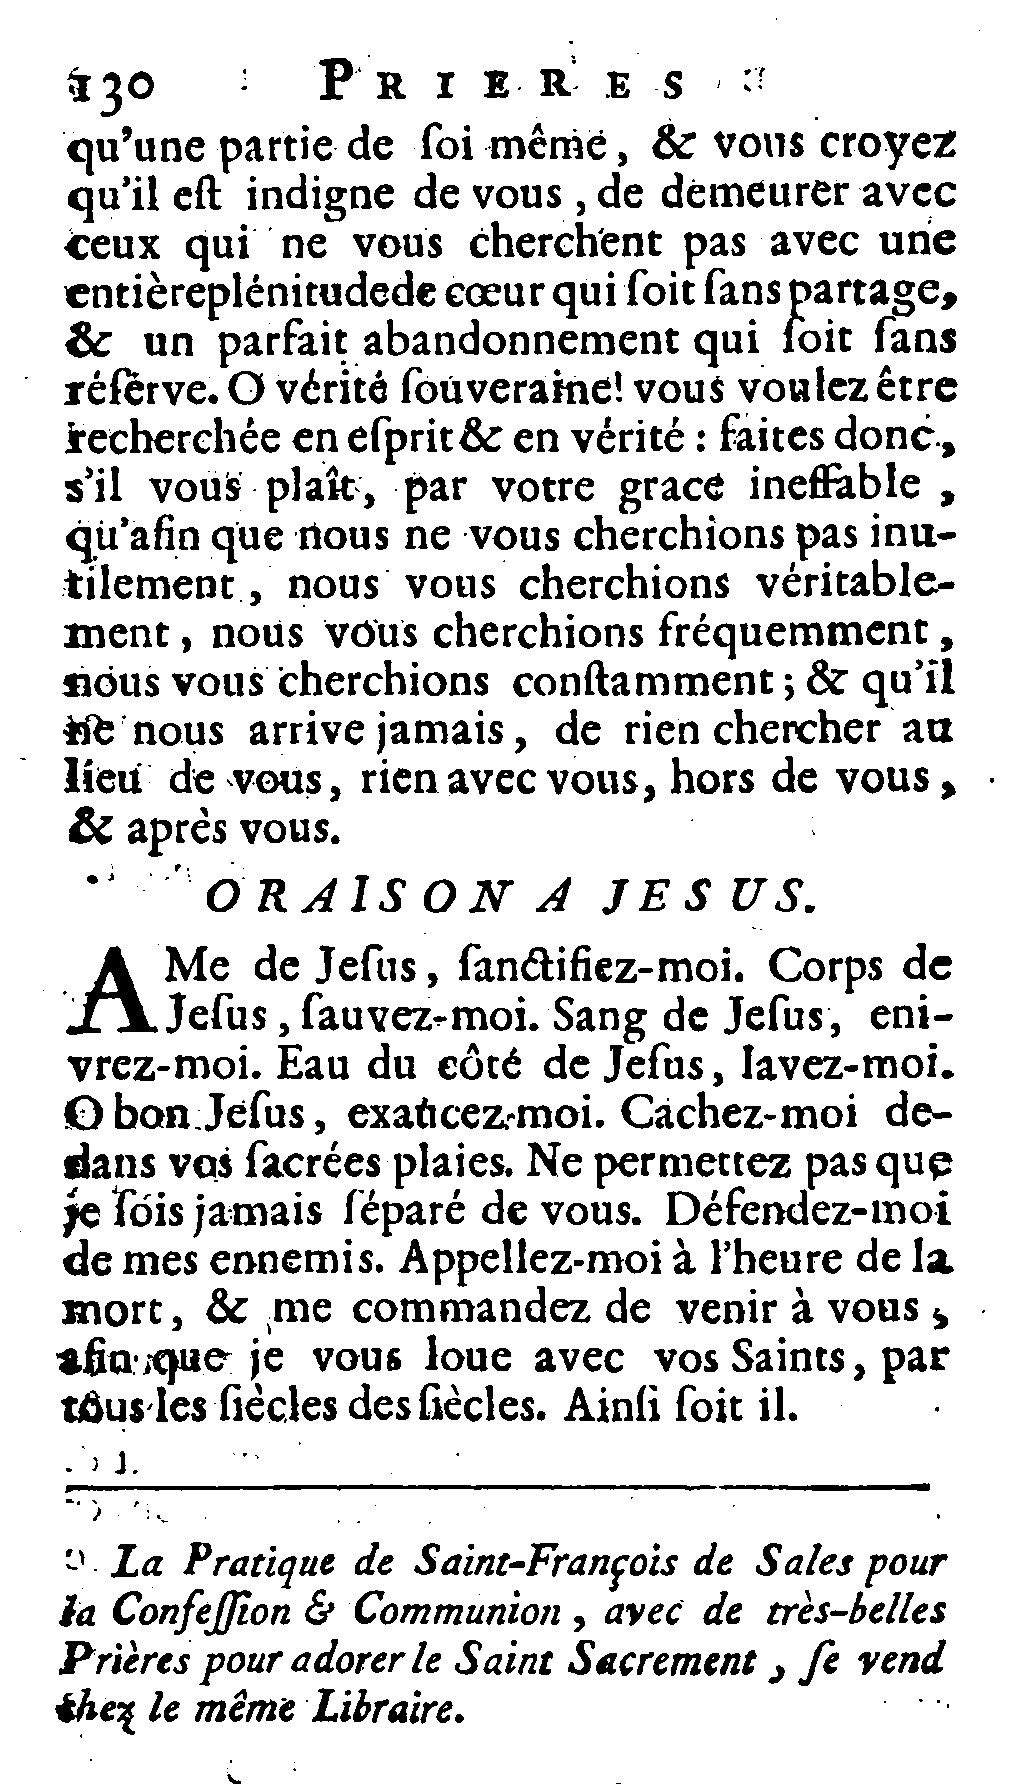 130 PRIERES
qu'une partie de ſoi même, & vous croyez
qu'il eſt indigne de vous, de demeurer avec
ceux qui ne vous cherchent pas avec une
entièreplénitudede cœur qui ſoit ſans partage,
& un parfait abandonnement qui ſoit ſans
réſerve. O vérité ſouveraine! vous voulez être
recherchée en eſprit & en vérité : faites donc,
s'il vous plaît, par votre grace ineffable,
qu'afin que nous ne vous cherchions pas inu-
tilement, nous vous cherchions véritable-
ment, nous vous cherchions fréquemment,
nous vous cherchions conſtamment ; & qu'il
ne nous arrive jamais, de rien chercher au
lieu de vous, rien avec vous, hors de vous,
& après vous.
ORAISON A JESUS.
AMe de Jeſus, ſanctifiez-moi. Corps de
Jeſus, ſauvez-moi. Sang de Jeſus, eni-
vrez-moi. Eau du côté de Jeſus, lavez-moi.
O bon Jeſus, exaucez-moi. Cachez-moi de-
dans vos ſacrées plaies. Ne permettez pas que
je ſois jamais ſéparé de vous. Défendez-moi
de mes ennemis. Appellez-moi à l'heure de la
mort, & me commandez de venir à vous,
afin que je vous loue avec vos Saints, par
tous les ſiècles des ſiècles. Ainſi ſoit il.
La Pratique de Saint-François de Sales pour
la Confeſſion & Communion, avec de très-belles
Prières pour adorer le Saint Sacrement, ſe vend
chez le même Libraire.